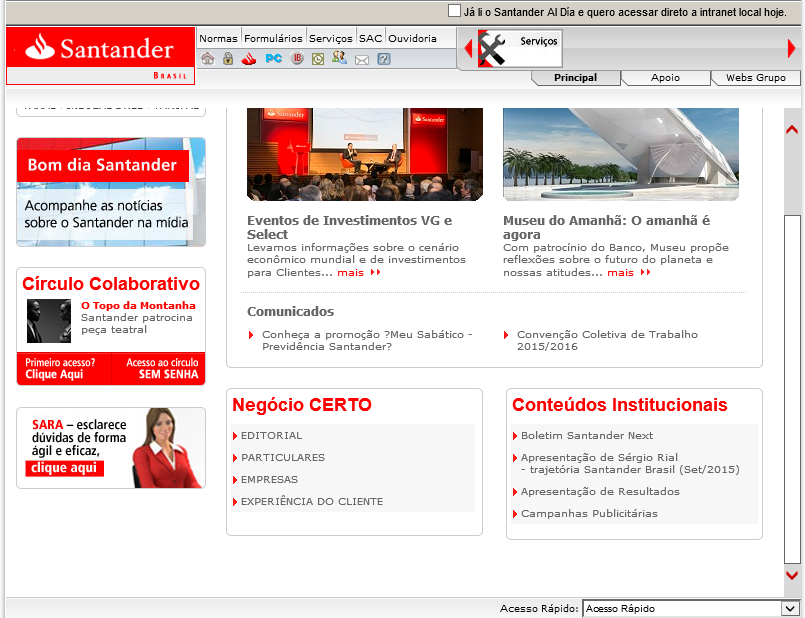 Já li o Santander Al Día e quero acessar direto a intranet local hoje.
Santander
BRASIL
Normas Formulários Serviços SAC Ouvidoria
PC
Serviços
Principal Apoio Webs Grupo
Santander
Santander
Bom dia Santander
Acompanhe as notícias
sobre o Santander na mídia
Círculo Colaborativo
O Topo da Montanha
Santander patrocina
peça teatral
Primeiro acesso?
Clique Aqui
Acesso ao círculo
SEM SENHA
SARA – esclarece
dúvidas de forma
ágil e eficaz,
clique aqui
Eventos de Investimentos VG e
Select
Levamos informações sobre o cenário
econômico mundial e de investimentos
para Clientes... mais
Museu do Amanhã: O amanhã é
agora
Com patrocínio do Banco, Museu propõe
reflexões sobre o futuro do planeta e
nossas atitudes... mais
Comunicados
Conheça a promoção ?Meu Sabático -
Previdência Santander?
Convenção Coletiva de Trabalho
2015/2016
Negócio CERTO
EDITORIAL
PARTICULARES
EMPRESAS
EXPERIÊNCIA DO CLIENTE
Conteúdos Institucionais
Boletim Santander Next
Apresentação de Sérgio Rial
- trajetória Santander Brasil (Set/2015)
Apresentação de Resultados
Campanhas Publicitárias
Acesso Rápido: Acesso Rápido